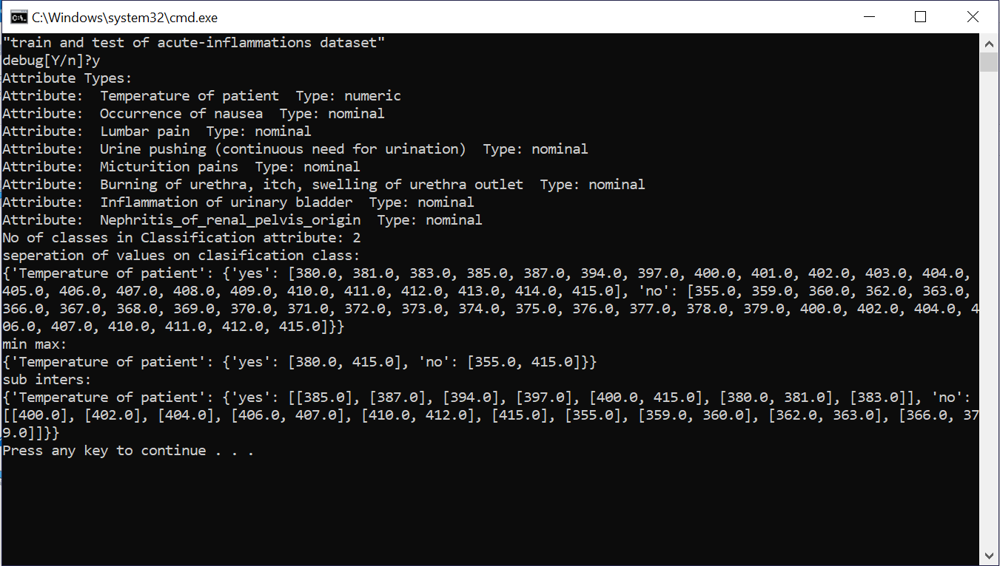 C:\Windows\system32\cmd.exe
"train and test of acute-inflammations dataset"
debug[Y/n]?y
Attribute Types:
Attribute:  Temperature of patient  Type: numeric
Attribute:  Occurrence of nausea  Type: nominal
Attribute:  Lumbar pain  Type: nominal
Attribute:  Urine pushing (continuous need for urination)  Type: nominal
Attribute:  Micturition pains  Type: nominal
Attribute:  Burning of urethra, itch, swelling of urethra outlet  Type: nominal
Attribute:  Inflammation of urinary bladder  Type: nominal
Attribute:  Nephritis_of_renal_pelvis_origin  Type: nominal
No of classes in Classification attribute: 2
seperation of values on clasification class:
{'Temperature of patient': {'yes': [380.0, 381.0, 383.0, 385.0, 387.0, 394.0, 397.0, 400.0, 401.0, 402.0, 403.0, 404.0,
405.0, 406.0, 407.0, 408.0, 409.0, 410.0, 411.0, 412.0, 413.0, 414.0, 415.0], 'no': [355.0, 359.0, 360.0, 362.0, 363.0,
366.0, 367.0, 368.0, 369.0, 370.0, 371.0, 372.0, 373.0, 374.0, 375.0, 376.0, 377.0, 378.0, 379.0, 400.0, 402.0, 404.0, 4
06.0, 407.0, 410.0, 411.0, 412.0, 415.0]}}
min max:
{'Temperature of patient': {'yes': [380.0, 415.0], 'no': [355.0, 415.0]}}
sub inters:
{'Temperature of patient': {'yes': [[385.0], [387.0], [394.0], [397.0], [400.0, 415.0], [380.0, 381.0], [383.0]], 'no':
[[400.0], [402.0], [404.0], [406.0, 407.0], [410.0, 412.0], [415.0], [355.0], [359.0, 360.0], [362.0, 363.0], [366.0, 37
9.0]]}}
Press any key to continue . . .